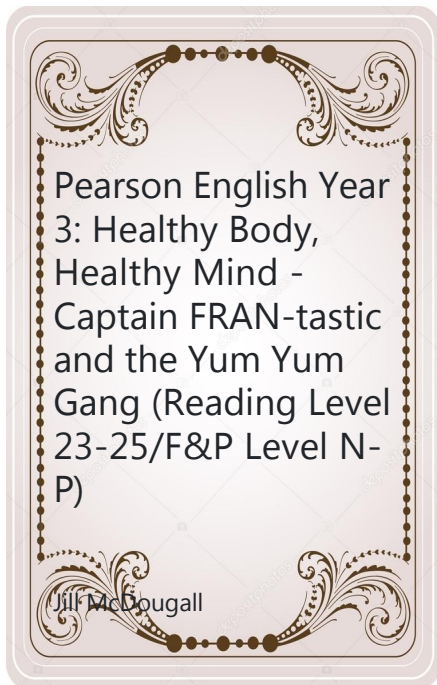 Pearson English Year
3: Healthy Body,
Healthy Mind -
Captain FRAN-tastic
and the Yum Yum
Gang (Reading Level
23-25/F&P Level N-
P)
Jill McDougall